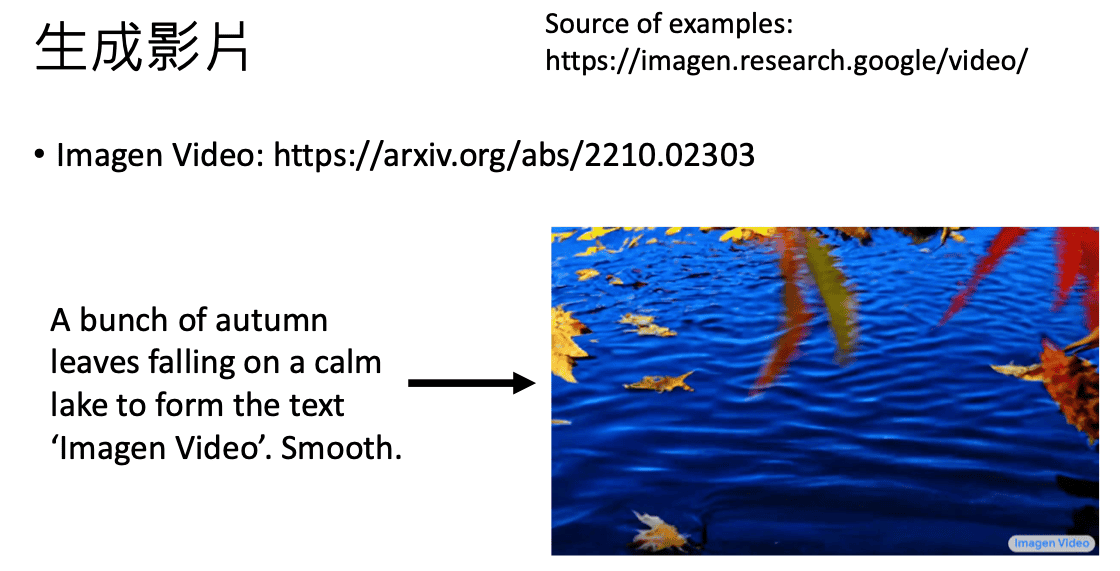 生成影片
Source of examples:
https://imagen.research.google/video/
• Imagen Video: https://arxiv.org/abs/2210.02303
A bunch of autumn
leaves falling on a calm
lake to form the text
‘Imagen Video’. Smooth.
Imagen Video